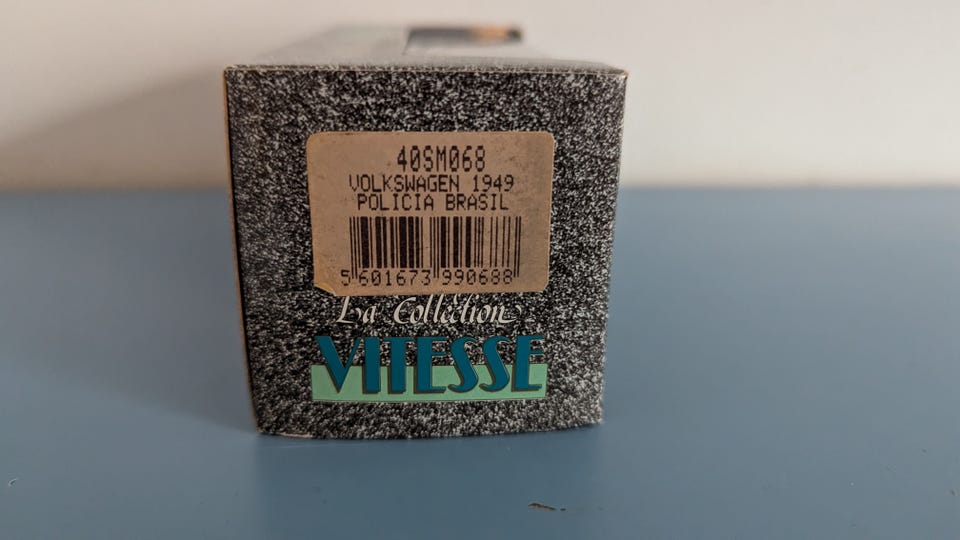 40SM068
VOLKSWAGEN 1949
POLICIA BRASIL
5 601673 990688
La Collection
VITESSE